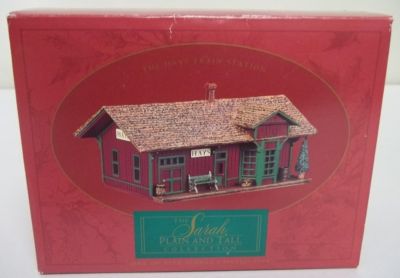 THE HAYS TRAIN STATION
HAYS
THE
Sarah,
PLAIN AND TALL
COLLECTION